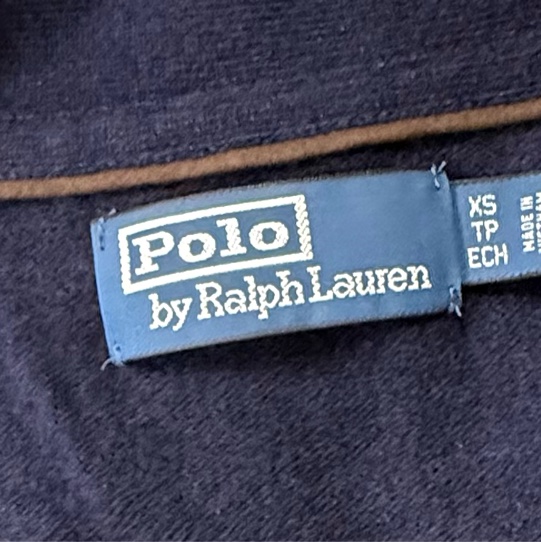 Polo
by Ralph Lauren
XS
TP
ECH
MADE IN